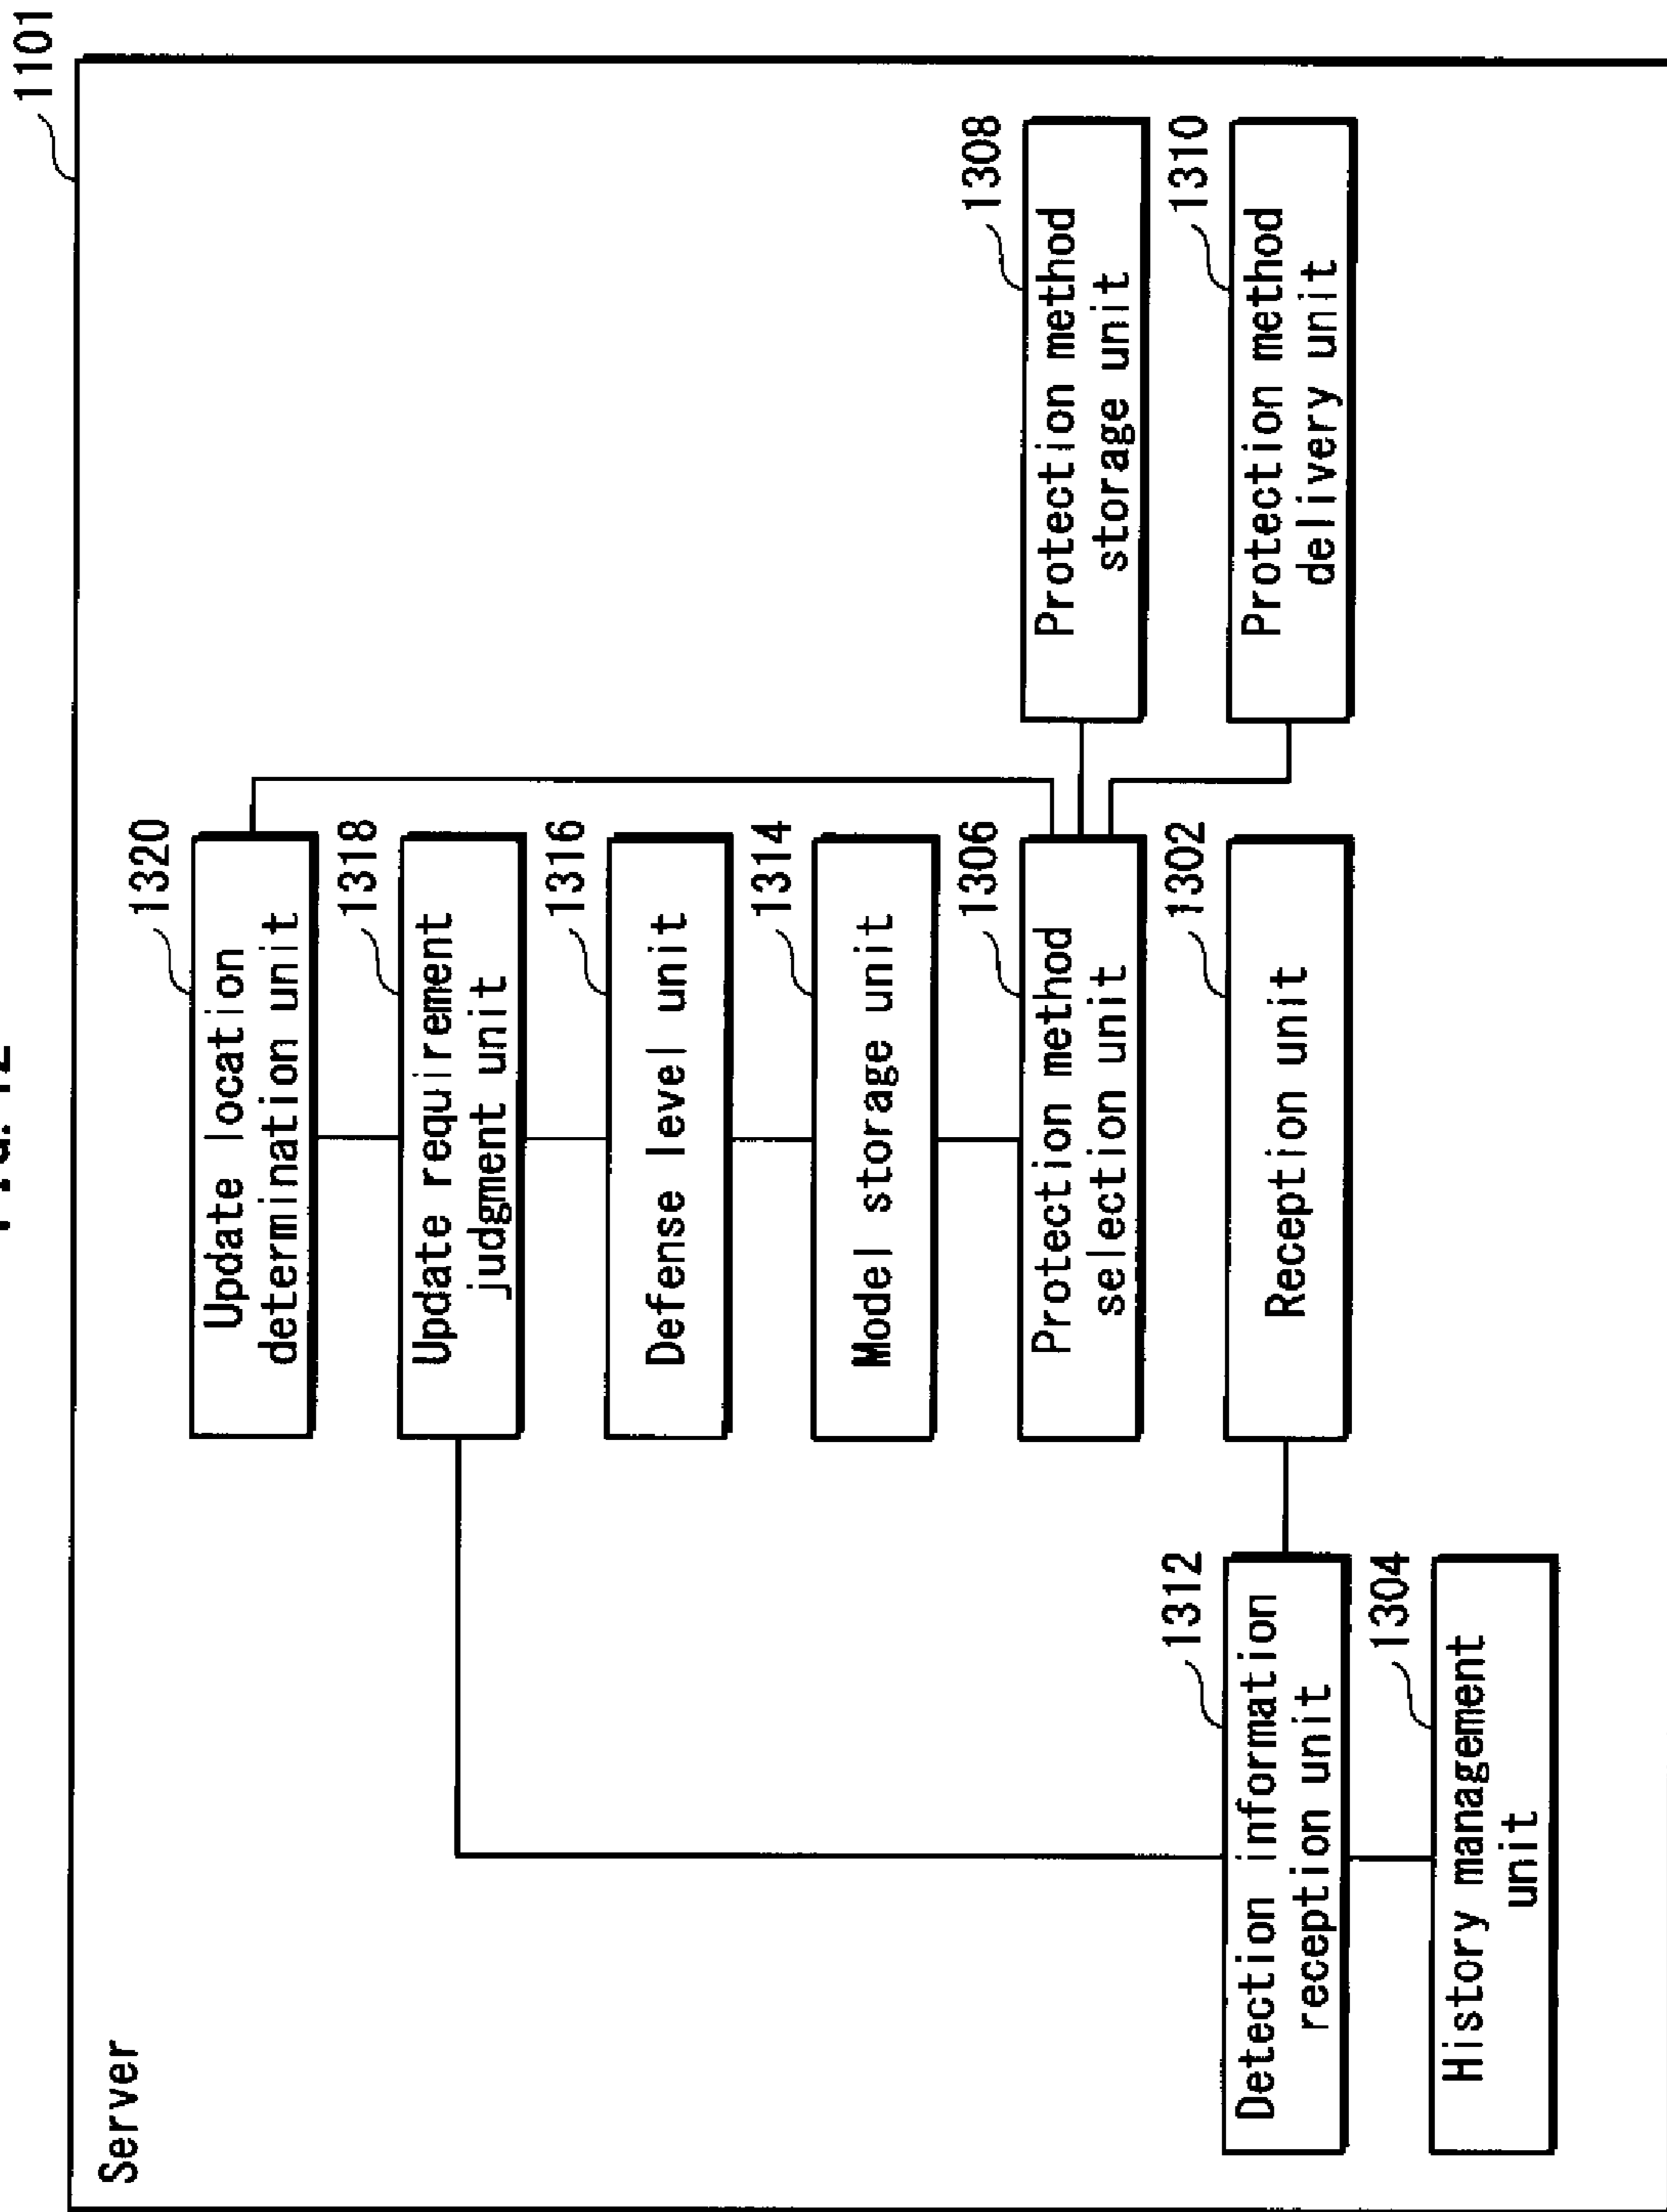 1101
Server
1320
Update location
determination unit
1318
Update requirement
judgment unit
1316
Defense level unit
1314
Model storage unit
1306
Protection method
selection unit
1308
Protection method
storage unit
1302
Reception unit
1310
Protection method
delivery unit
1312
Detection information
reception unit
1304
History management
unit